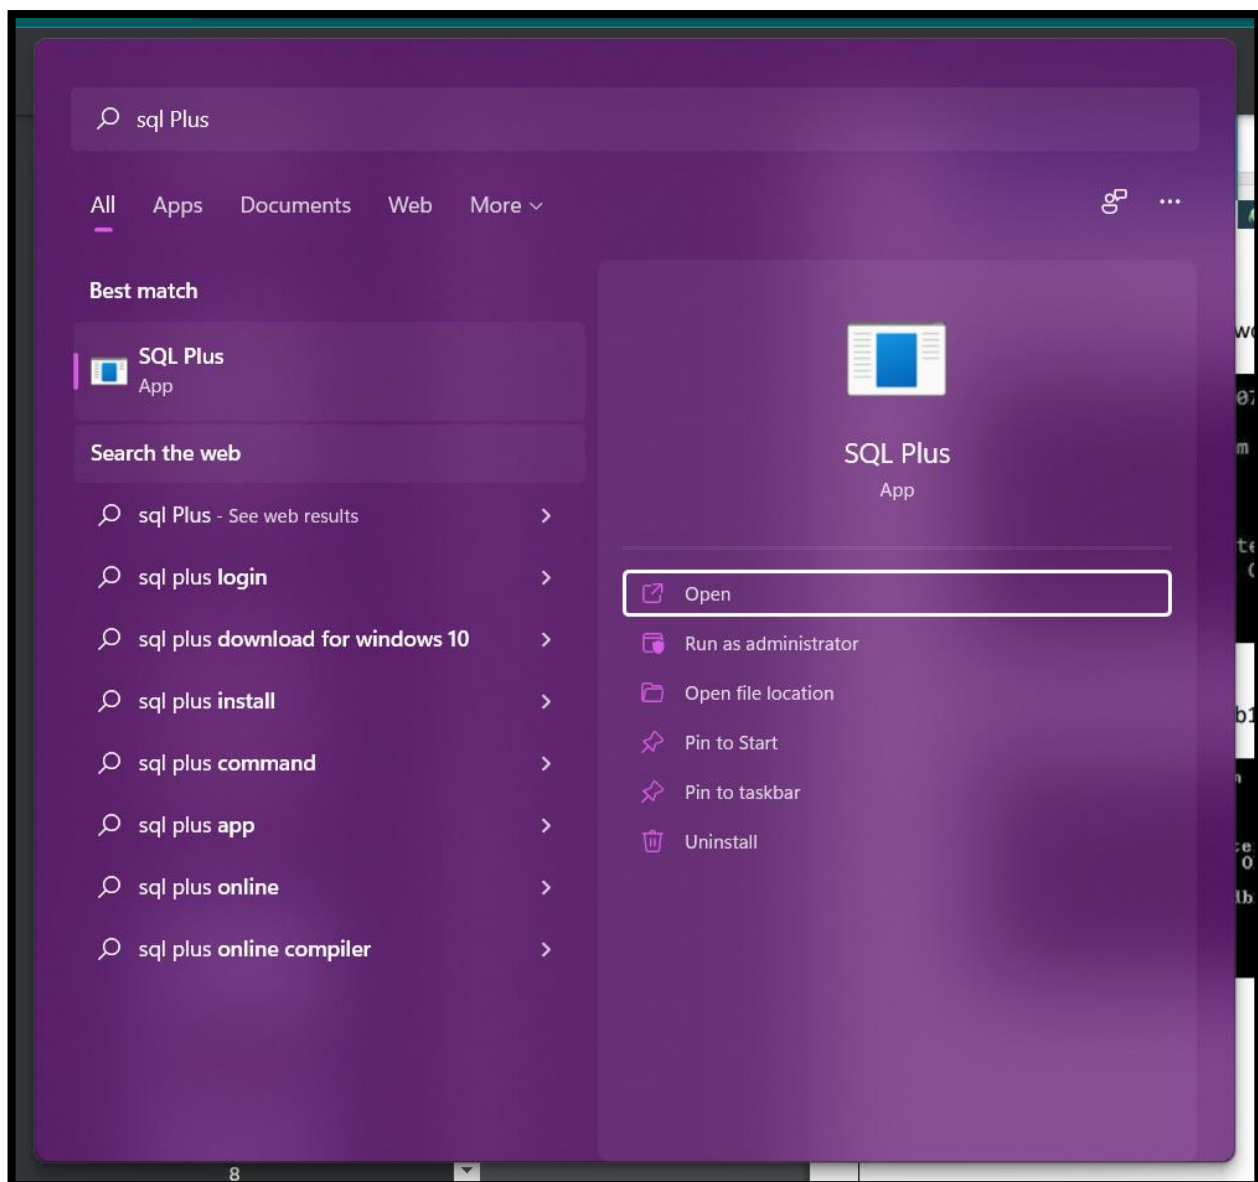 sql Plus
All Apps Documents Web More
Best match
SQL Plus
App
Search the web
sql Plus - See web results
sql plus login
sql plus download for windows 10
sql plus install
sql plus command
sql plus app
sql plus online
sql plus online compiler
SQL Plus
App
Open
Run as administrator
Open file location
Pin to Start
Pin to taskbar
Uninstall
8